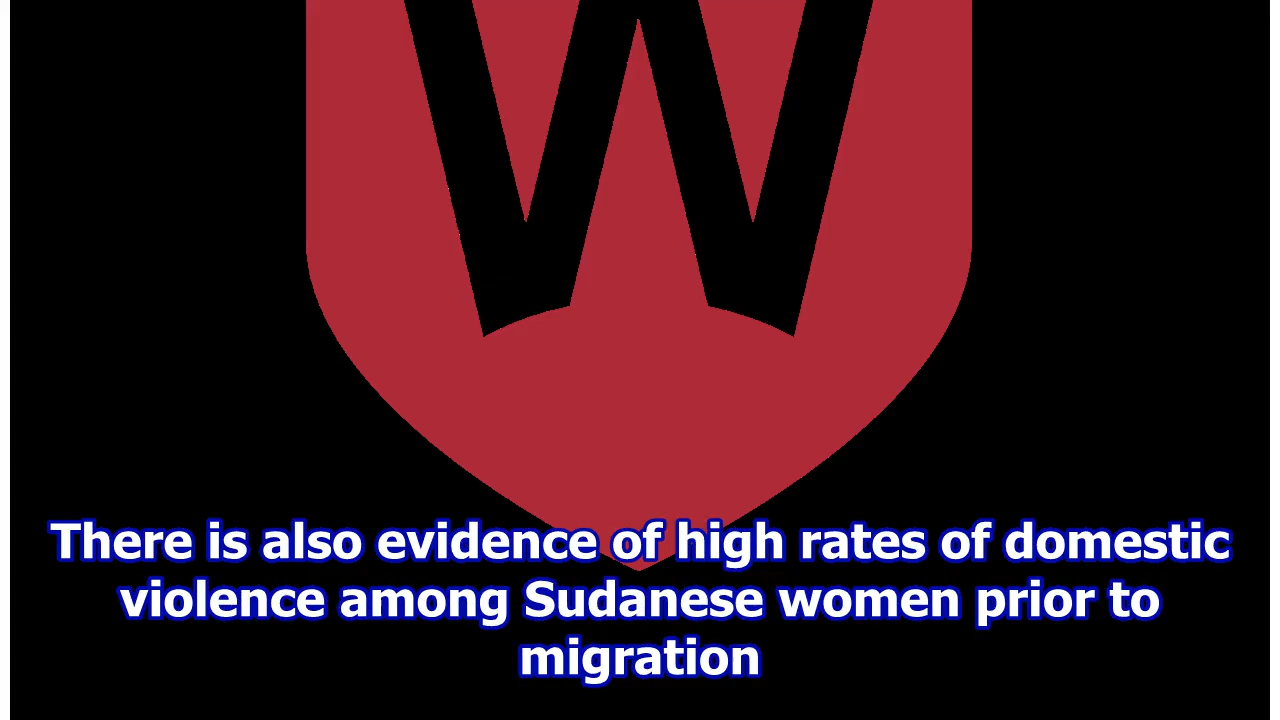 W
There is also evidence of high rates of domestic
violence among Sudanese women prior to
migration